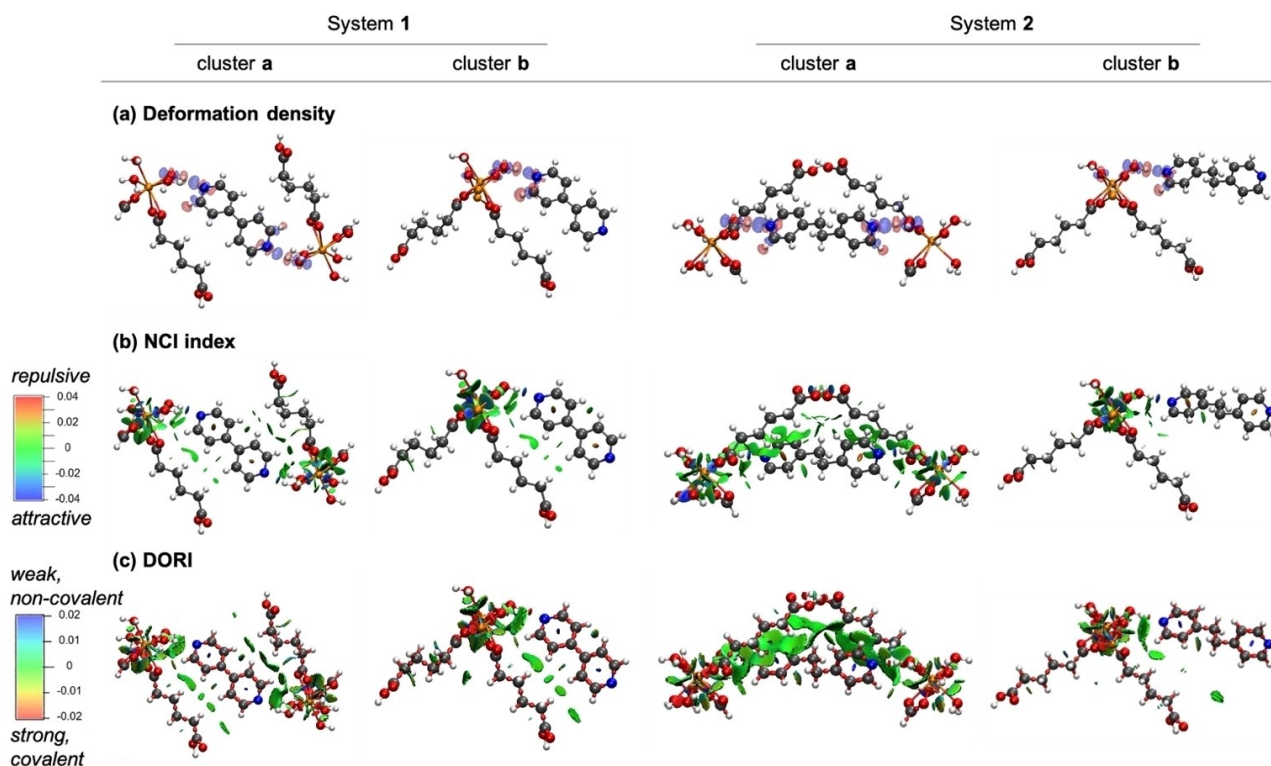 System 1
System 2
cluster a
cluster b
cluster a
cluster b
(a) Deformation density
(b) NCI index
repulsive
0.04
0.02
0
-0.02
-0.04
attractive
(c) DORI
weak,
non-covalent
0.02
0.01
0
-0.01
-0.02
strong,
covalent